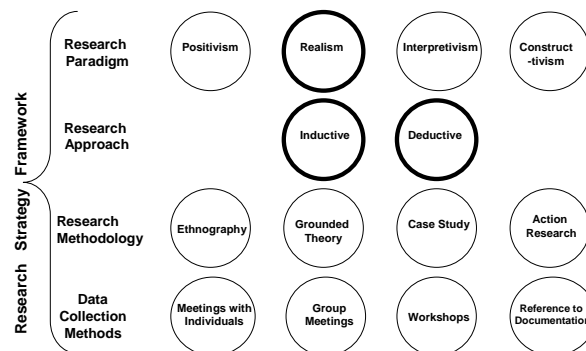 Research Strategy Framework
Research
Paradigm
Positivism
Realism
Interpretivism
Construct
-tivism
Research
Approach
Inductive
Deductive
Research
Methodology
Ethnography
Grounded
Theory
Case Study
Action
Research
Data
Collection
Methods
Meetings with
Individuals
Group
Meetings
Workshops
Reference to
Documentation